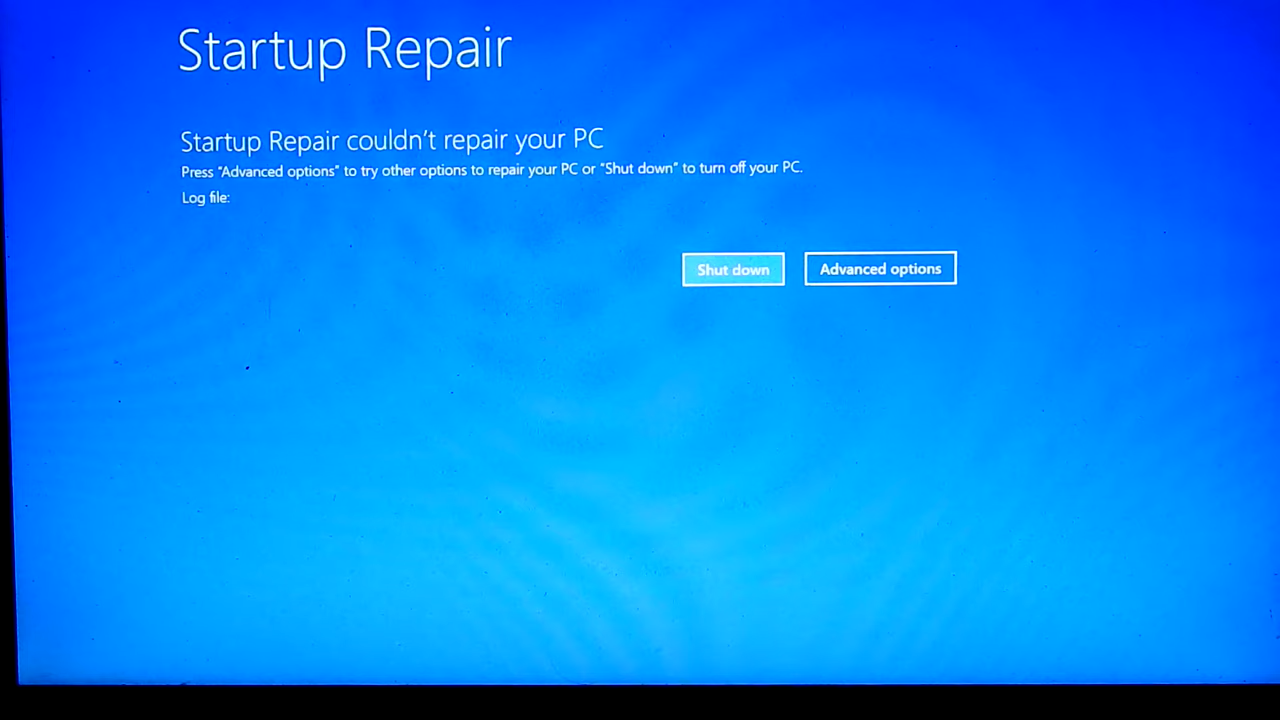 Startup Repair
Startup Repair couldn't repair your PC
Press "Advanced options" to try other options to repair your PC or "Shut down" to turn off your PC.
Log file:
Shut down
Advanced options